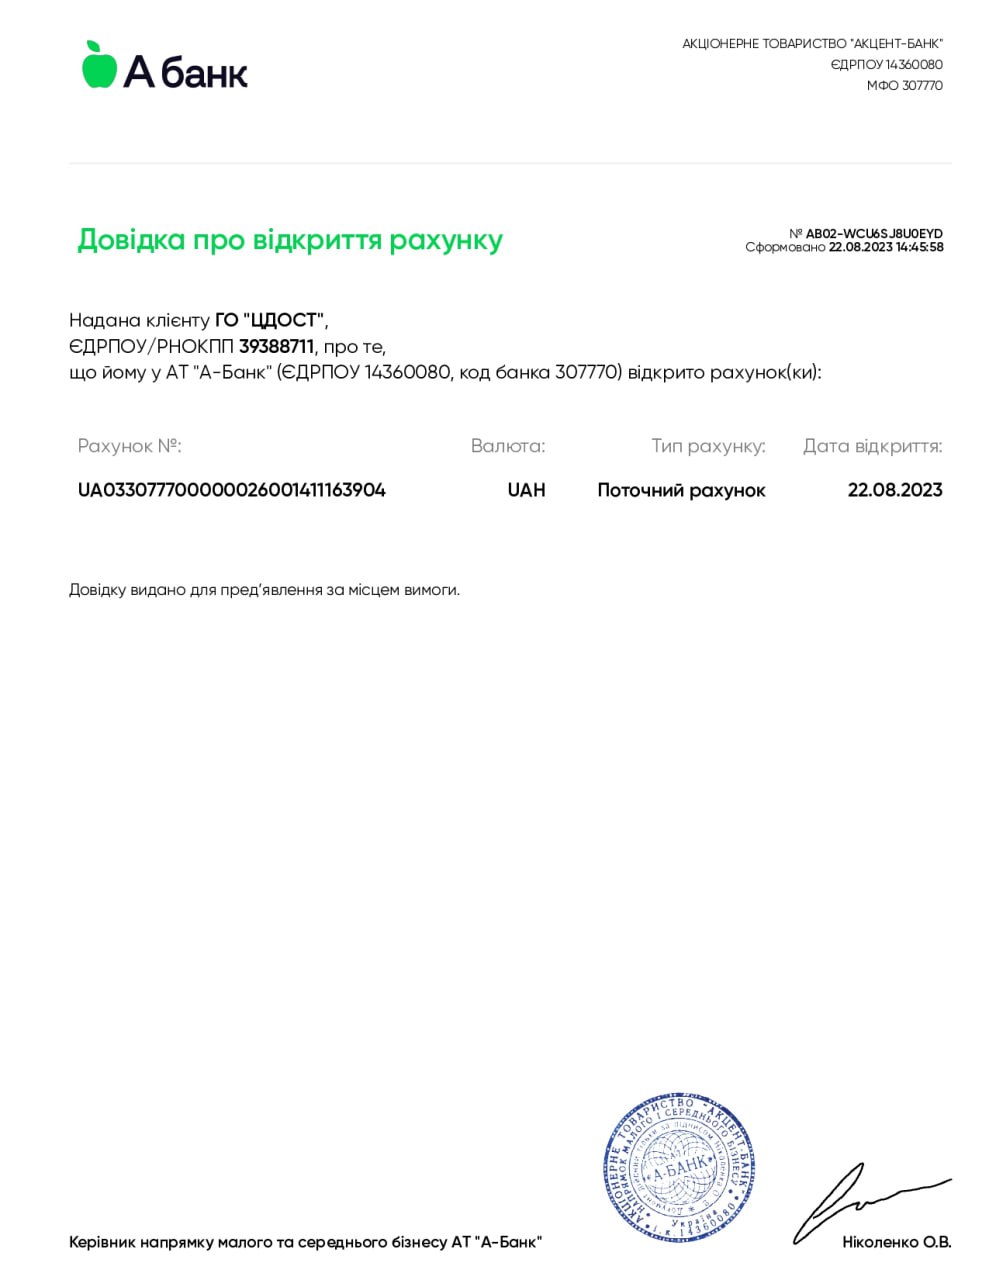 А банк
АКЦІОНЕРНЕ ТОВАРИСТВО "АКЦЕНТ-БАНК"
ЄДРПОУ 14360080
МФО 307770
Довідка про відкриття рахунку
№ AB02-WCU6SJ8U0EYD
Сформовано 22.08.2023 14:45:58
Надана клієнту ГО "ЦДОСТ",
ЄДРПОУ/РНОКПП 39388711, про те,
що йому у АТ "А-Банк" (ЄДРПОУ 14360080, код банка 307770) відкрито рахунок(ки):
Рахунок №: Валюта: Тип рахунку: Дата відкриття:
UA033077700000026001411163904 UAH Поточний рахунок 22.08.2023
Довідку видано для пред’явлення за місцем вимоги.
АКЦІОНЕРНЕ ТОВАРИСТВО "АКЦЕНТ-БАНК"
НАПРЯМОК МАЛОГО І СЕРЕДНЬОГО БІЗНЕСУ
А-БАНК
Україна
і.к. 14360080
Керівник напрямку малого та середнього бізнесу АТ "А-Банк"
Ніколенко О.В.